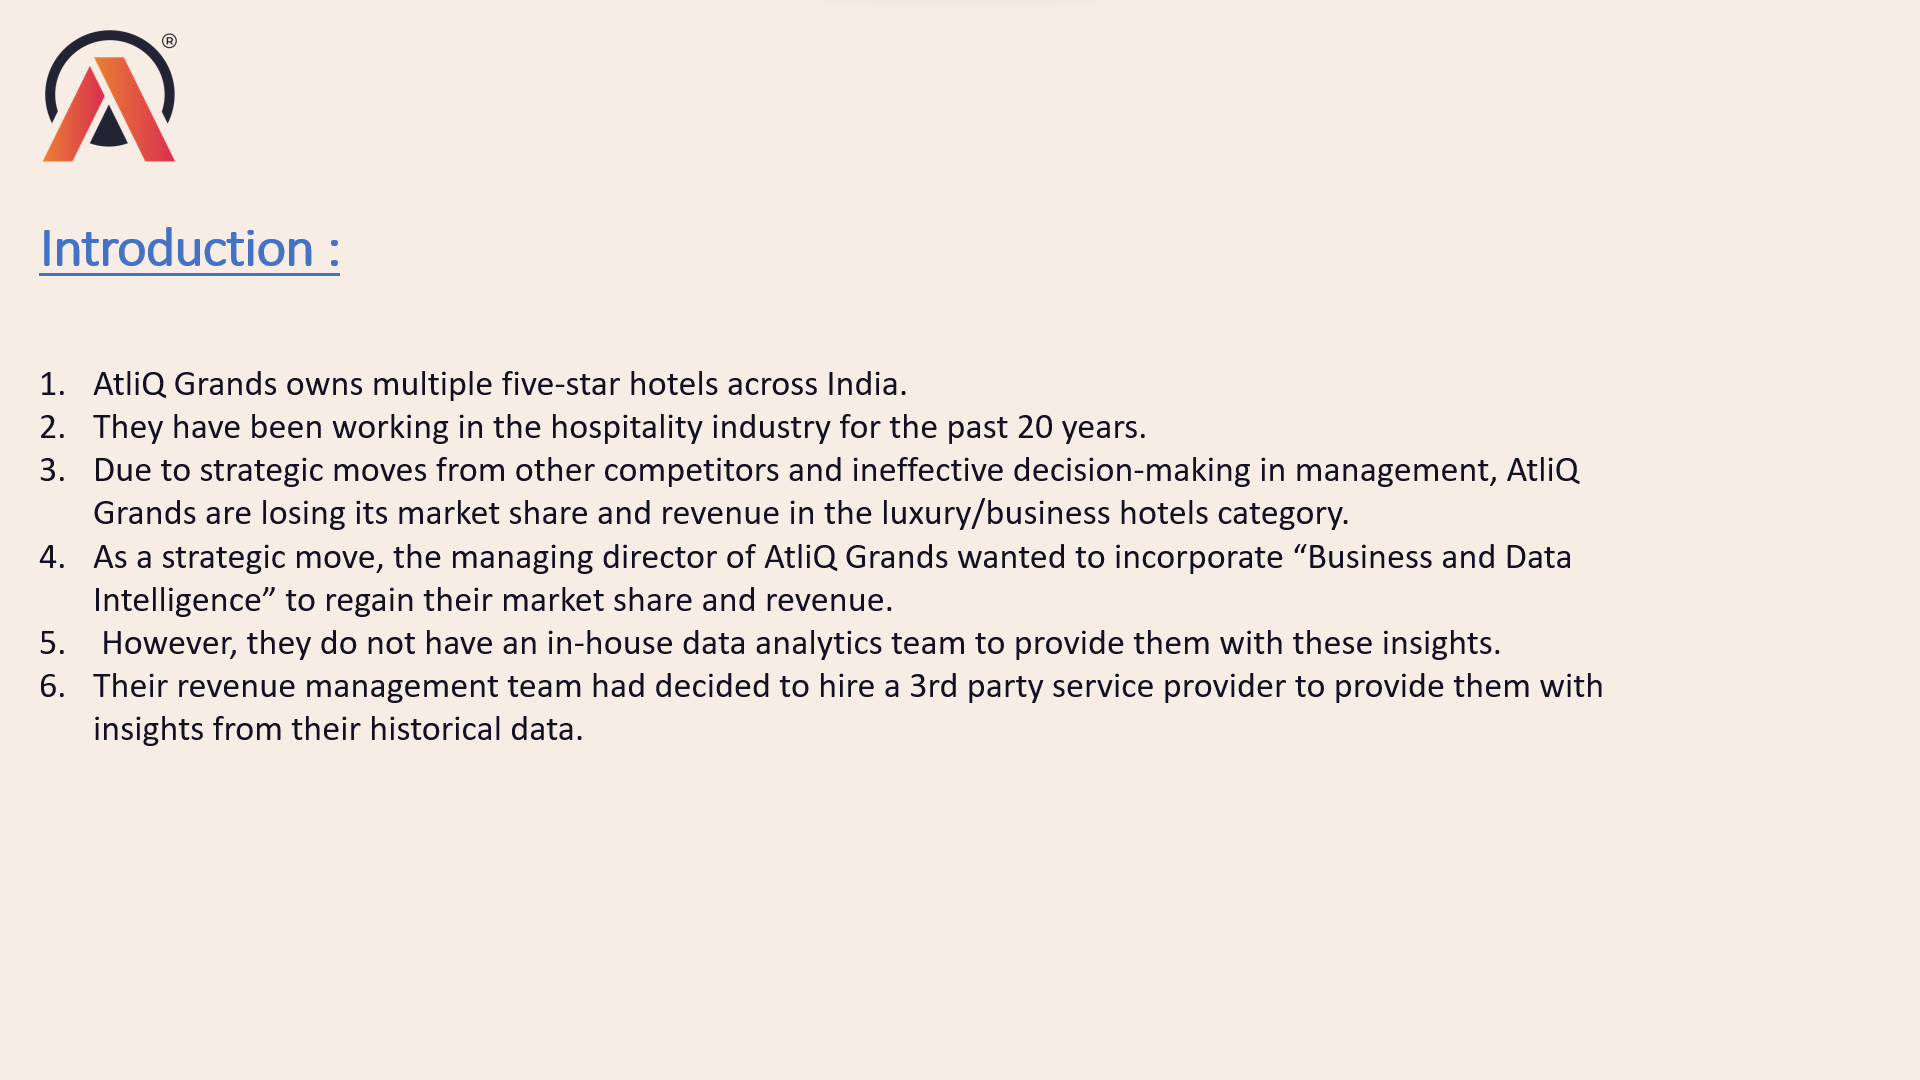 ®
Introduction :
1. AtliQ Grands owns multiple five-star hotels across India.
2. They have been working in the hospitality industry for the past 20 years.
3. Due to strategic moves from other competitors and ineffective decision-making in management, AtliQ
Grands are losing its market share and revenue in the luxury/business hotels category.
4. As a strategic move, the managing director of AtliQ Grands wanted to incorporate “Business and Data
Intelligence” to regain their market share and revenue.
5. However, they do not have an in-house data analytics team to provide them with these insights.
6. Their revenue management team had decided to hire a 3rd party service provider to provide them with
insights from their historical data.